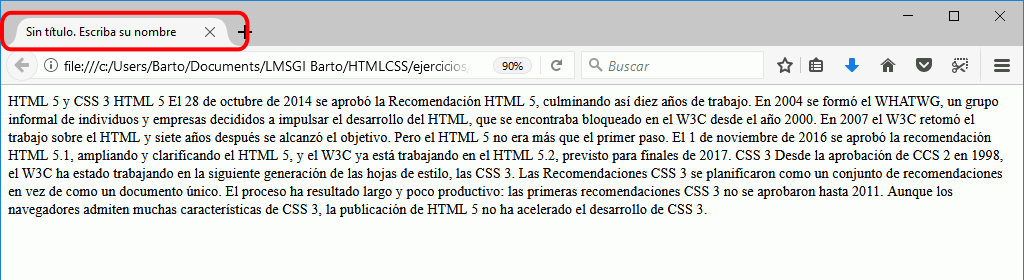 Sin título. Escriba su nombre
file:///c:/Users/Barto/Documents/LMSGI Barto/HTMLCSS/ejercicios/
90%
Buscar
HTML 5 y CSS 3 HTML 5 El 28 de octubre de 2014 se aprobó la Recomendación HTML 5, culminando así diez años de trabajo. En 2004 se formó el WHATWG, un grupo
informal de individuos y empresas decididos a impulsar el desarrollo del HTML, que se encontraba bloqueado en el W3C desde el año 2000. En 2007 el W3C retomó el
trabajo sobre el HTML y siete años después se alcanzó el objetivo. Pero el HTML 5 no era más que el primer paso. El 1 de noviembre de 2016 se aprobó la recomendación
HTML 5.1, ampliando y clarificando el HTML 5, y el W3C ya está trabajando en el HTML 5.2, previsto para finales de 2017. CSS 3 Desde la aprobación de CCS 2 en 1998,
el W3C ha estado trabajando en la siguiente generación de las hojas de estilo, las CSS 3. Las Recomendaciones CSS 3 se planificaron como un conjunto de recomendaciones
en vez de como un documento único. El proceso ha resultado largo y poco productivo: las primeras recomendaciones CSS 3 no se aprobaron hasta 2011. Aunque los
navegadores admiten muchas características de CSS 3, la publicación de HTML 5 no ha acelerado el desarrollo de CSS 3.